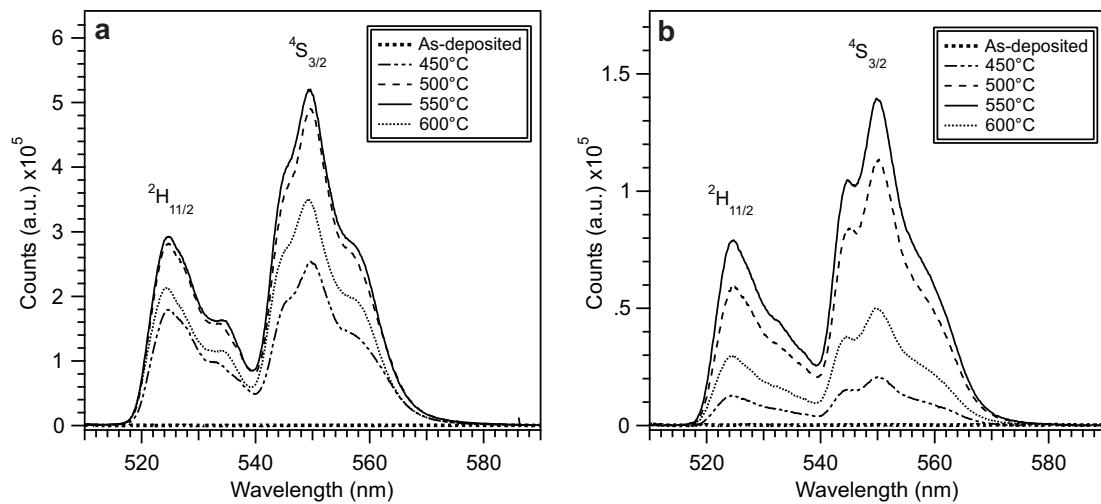 a
6
5
4
3
2
1
0
Counts (a.u.) x10⁵
²H₁₁/₂
⁴S₃/₂
As-deposited
450°C
500°C
550°C
600°C
520
540
560
580
Wavelength (nm)
b
1.5
1
.5
0
Counts (a.u.) x10⁵
²H₁₁/₂
⁴S₃/₂
As-deposited
450°C
500°C
550°C
600°C
520
540
560
580
Wavelength (nm)